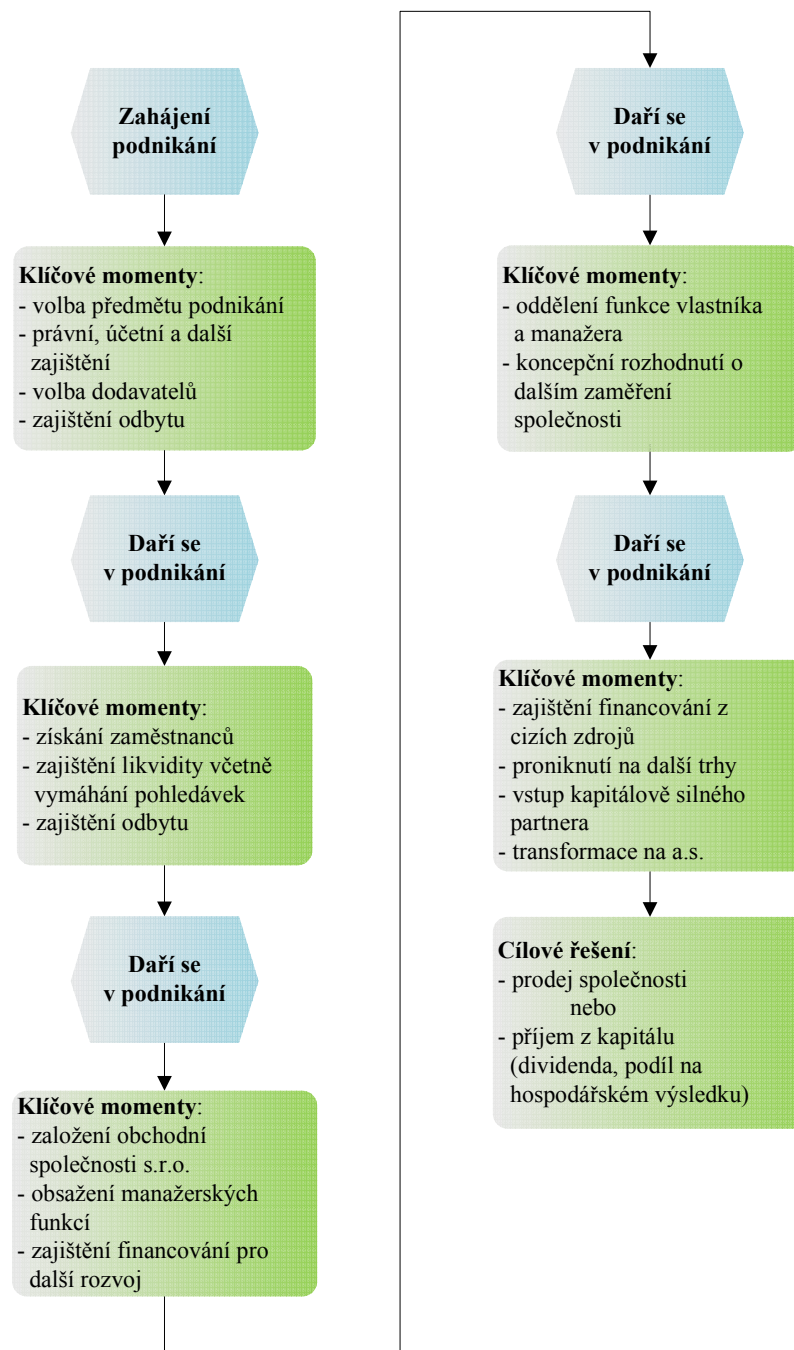 Zahájení
podnikání
Klíčové momenty:
- volba předmětu podnikání
- právní, účetní a další
zajištění
- volba dodavatelů
- zajištění odbytu
Daří se
v podnikání
Klíčové momenty:
- získání zaměstnanců
- zajištění likvidity včetně
vymáhání pohledávek
- zajištění odbytu
Daří se
v podnikání
Klíčové momenty:
- založení obchodní
společnosti s.r.o.
- obsažení manažerských
funkcí
- zajištění financování pro
další rozvoj
Daří se
v podnikání
Klíčové momenty:
- oddělení funkce vlastníka
a manažera
- koncepční rozhodnutí o
dalším zaměření
společnosti
Daří se
v podnikání
Klíčové momenty:
- zajištění financování z
cizích zdrojů
- proniknutí na další trhy
- vstup kapitálově silného
partnera
- transformace na a.s.
Cílové řešení:
- prodej společnosti
nebo
- příjem z kapitálu
(dividenda, podíl na
hospodářském výsledku)